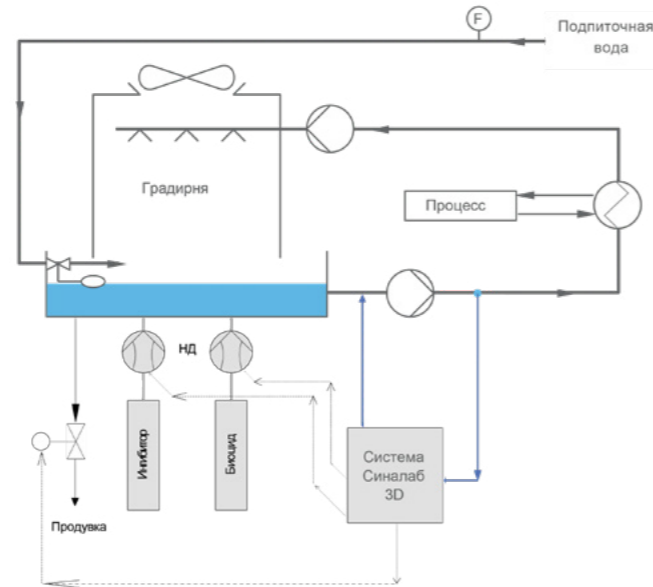 F
Подпиточная
вода
Градирня
Процесс
НД
Ингибитор
Биоцид
Система
Синалаб
3D
Продувка